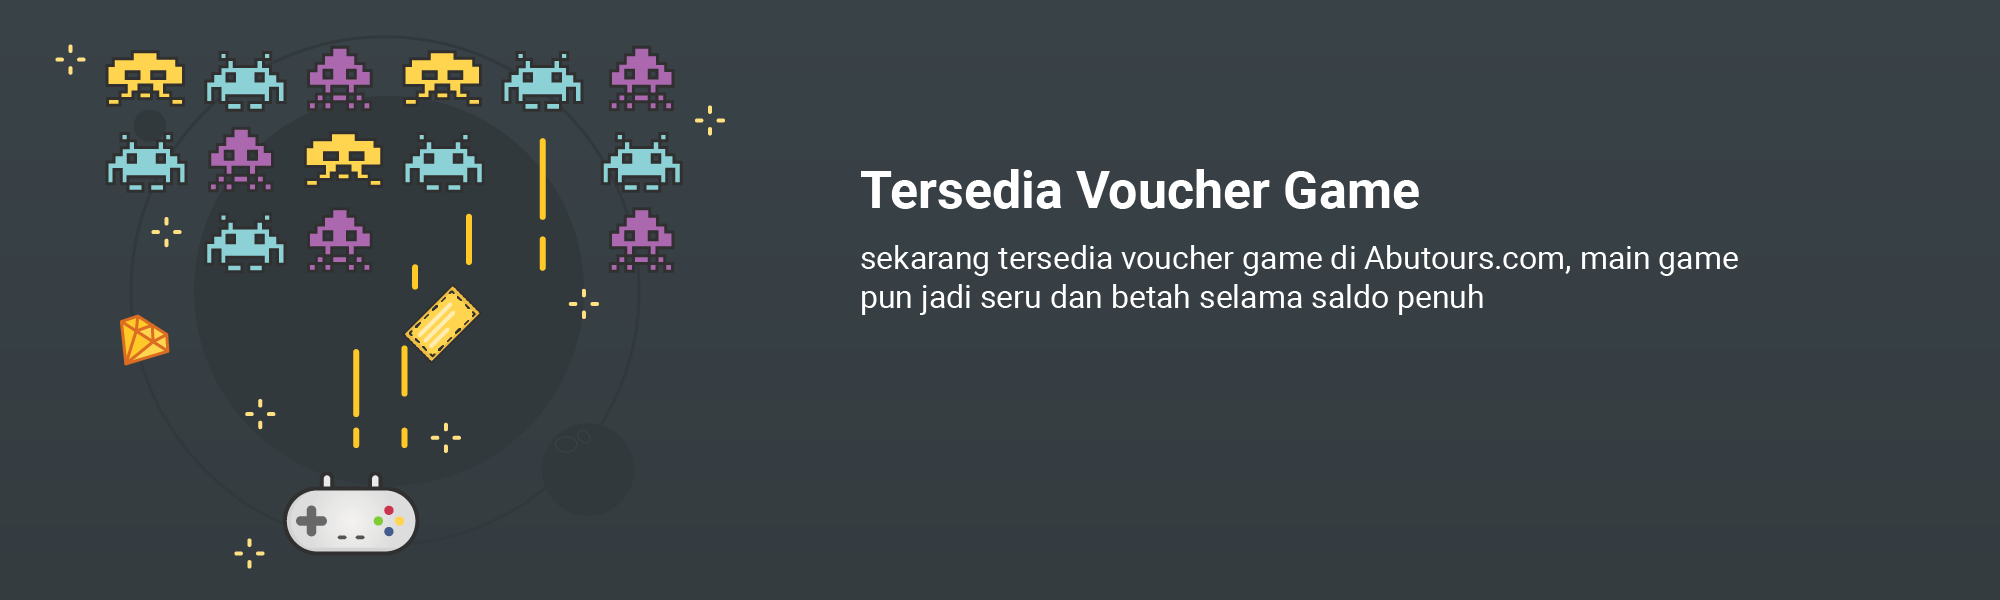 Tersedia Voucher Game
sekarang tersedia voucher game di Abutours.com, main game
pun jadi seru dan betah selama saldo penuh